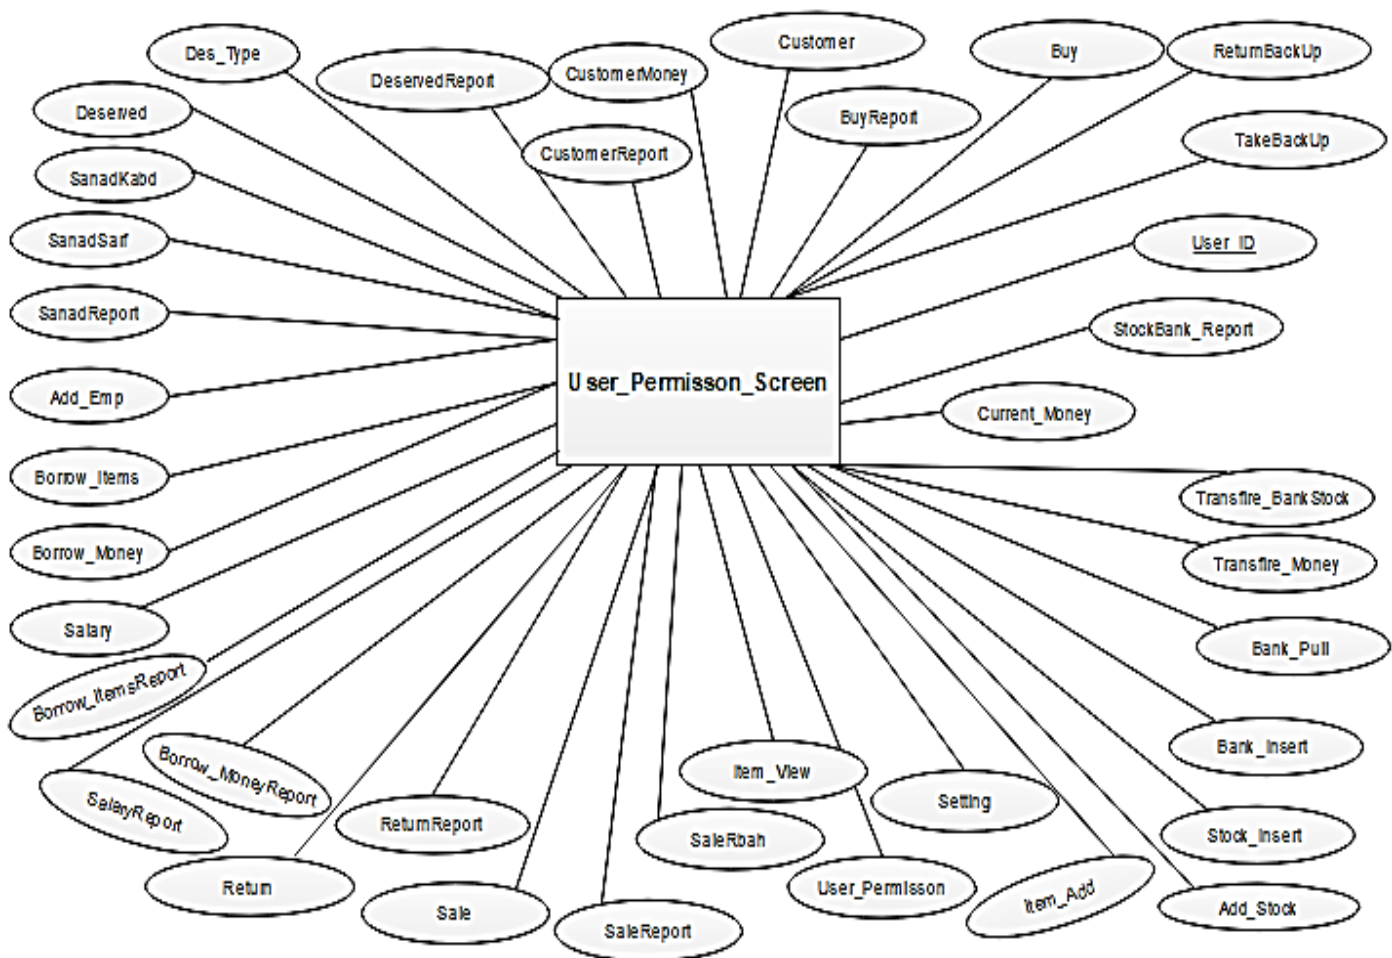 Des_Type
DeservedReport
CustomerMoney
Customer
Buy
ReturnBackUp
Deserved
CustomerReport
BuyReport
TakeBackUp
SanadKabd
SanadSarf
User_ID
SanadReport
StockBank_Report
User_Permisson_Screen
Add_Emp
Current_Money
Borrow_Items
Transfire_BankStock
Borrow_Money
Transfire_Money
Salary
Bank_Pull
Borrow_ItemsReport
Borrow_MoneyReport
Item_View
Bank_Insert
SalaryReport
ReturnReport
SaleRbah
Setting
Stock_Insert
Return
Sale
SaleReport
User_Permisson
Item_Add
Add_Stock